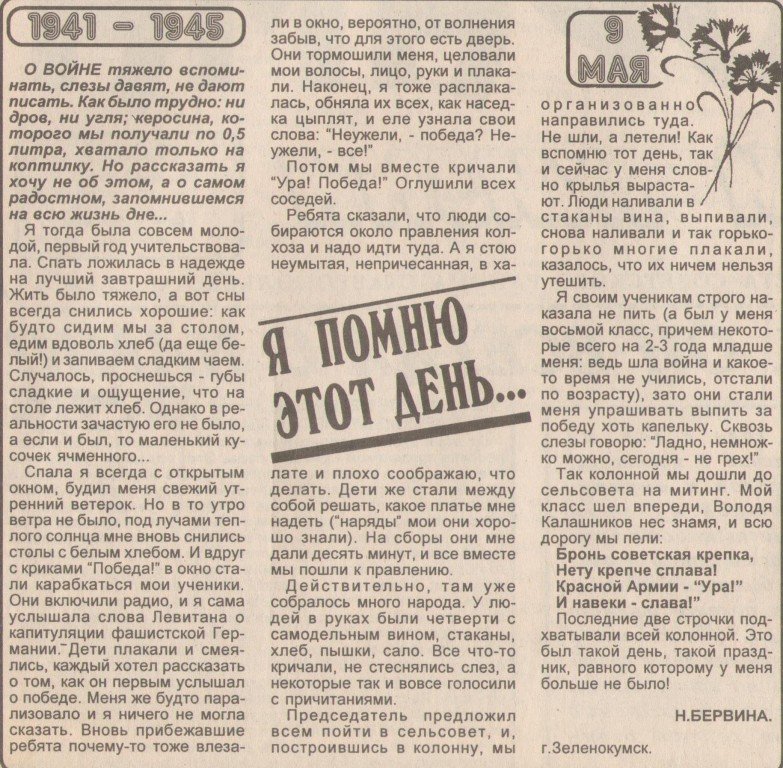 1941 - 1945
О ВОЙНЕ тяжело вспоми-
нать, слезы давят, не дают
писать. Как было трудно: ни
дров, ни угля; керосина, ко-
торого мы получали по 0,5
литра, хватало только на
коптилку. Но рассказать я
хочу не об этом, а о самом
радостном, запомнившемся
на всю жизнь дне...
Я тогда была совсем моло-
дой, первый год учительствова-
ла. Спать ложилась в надежде
на лучший завтрашний день.
Жить было тяжело, а вот сны
всегда снились хорошие: как
будто сидим мы за столом,
едим вдоволь хлеб (да еще бе-
лый!) и запиваем сладким чаем.
Случалось, проснешься - губы
сладкие и ощущение, что на
столе лежит хлеб. Однако в ре-
альности зачастую его не было,
а если и был, то маленький ку-
сочек ячменного...
Спала я всегда с открытым
окном, будил меня свежий ут-
ренний ветерок. Но в то утро
ветра не было, под лучами теп-
лого солнца мне вновь снились
столы с белым хлебом. И вдруг
с криками "Победа!" в окно ста-
ли карабкаться мои ученики.
Они включили радио, и я сама
услышала слова Левитана о
капитуляции фашистской Гер-
мании. Дети плакали и смея-
лись, каждый хотел рассказать
о том, как он первым услышал
о победе. Меня же будто пара-
лизовало и я ничего не могла
сказать. Вновь прибежавшие
ребята почему-то тоже влеза-
ли в окно, вероятно, от волнения
забыв, что для этого есть дверь.
Они тормошили меня, целовали
мои волосы, лицо, руки и плака-
ли. Наконец, я тоже расплака-
лась, обняла их всех, как насед-
ка цыплят, и еле узнала свои
слова: "Неужели, - победа? Не-
ужели, - все!"
Потом мы вместе кричали
"Ура! Победа!" Оглушили всех
соседей.
Ребята сказали, что люди со-
бираются около правления кол-
хоза и надо идти туда. А я стою
неумытая, непричесанная, в ха-
Я ПОМНЮ
ЭТОТ ДЕНЬ...
лате и плохо соображаю, что
делать. Дети же стали между
собой решать, какое платье мне
надеть ("наряды" мои они хоро-
шо знали). На сборы они мне
дали десять минут, и все вместе
мы пошли к правлению.
Действительно, там уже
собралось много народа. У лю-
дей в руках были четверти с
самодельным вином, стаканы,
хлеб, пышки, сало. Все что-то
кричали, не стеснялись слез, а
некоторые так и вовсе голосили
с причитаниями.
Председатель предложил
всем пойти в сельсовет, и,
построившись в колонну, мы
9
МАЯ
организованно
направились туда.
Не шли, а летели! Как
вспомню тот день, так
и сейчас у меня слов-
но крылья выраста-
ют. Люди наливали в
стаканы вина, выпивали,
снова наливали и так горько-
горько многие плакали,
казалось, что их ничем нельзя
утешить.
Я своим ученикам строго на-
казала не пить (а был у меня
восьмой класс, причем некото-
рые всего на 2-3 года младше
меня: ведь шла война и какое-
то время не учились, отстали
по возрасту), зато они стали
меня упрашивать выпить за
победу хоть капельку. Сквозь
слезы говорю: "Ладно, немнож-
ко можно, сегодня - не грех!"
Так колонной мы дошли до
сельсовета на митинг. Мой
класс шел впереди, Володя
Калашников нес знамя, и всю
дорогу мы пели:
Бронь советская крепка,
Нету крепче сплава!
Красной Армии - "Ура!"
И навеки - слава!"
Последние две строчки под-
хватывали всей колонной. Это
был такой день, такой празд-
ник, равного которому у меня
больше не было!
Н.БЕРВИНА.
г.Зеленокумск.